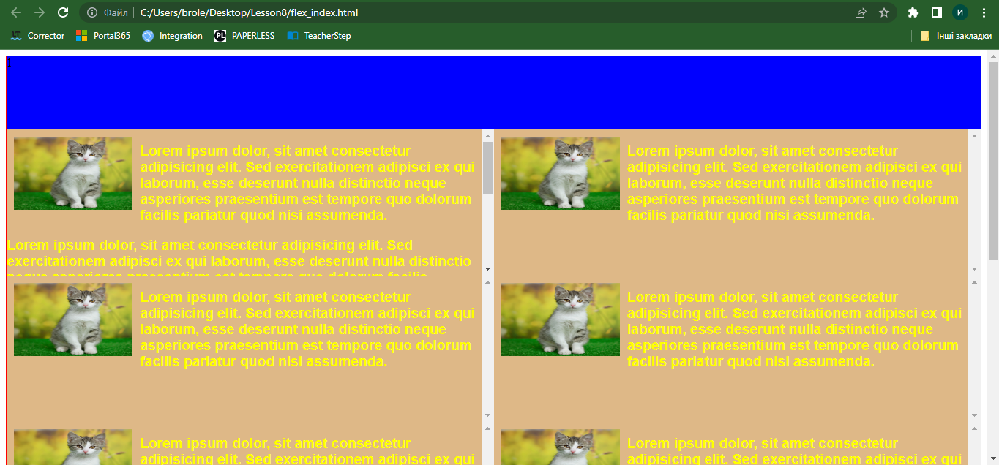 Файл
C:/Users/brole/Desktop/Lesson8/flex_index.html
И
LT Corrector
Portal365
Integration
PL PAPERLESS
TeacherStep
Інші закладки
1
Lorem ipsum dolor, sit amet consectetur
adipisicing elit. Sed exercitationem adipisci ex qui
laborum, esse deserunt nulla distinctio neque
asperiores praesentium est tempore quo dolorum
facilis pariatur quod nisi assumenda.
Lorem ipsum dolor, sit amet consectetur adipisicing elit. Sed
exercitationem adipisci ex qui laborum, esse deserunt nulla distinctio
neque asperiores praesentium est tempore quo dolorum facilis
Lorem ipsum dolor, sit amet consectetur
adipisicing elit. Sed exercitationem adipisci ex qui
laborum, esse deserunt nulla distinctio neque
asperiores praesentium est tempore quo dolorum
facilis pariatur quod nisi assumenda.
Lorem ipsum dolor, sit amet consectetur
adipisicing elit. Sed exercitationem adipisci ex qui
laborum, esse deserunt nulla distinctio neque
asperiores praesentium est tempore quo dolorum
facilis pariatur quod nisi assumenda.
Lorem ipsum dolor, sit amet consectetur
adipisicing elit. Sed exercitationem adipisci ex qui
laborum, esse deserunt nulla distinctio neque
asperiores praesentium est tempore quo dolorum
facilis pariatur quod nisi assumenda.
Lorem ipsum dolor, sit amet consectetur
adipisicing elit. Sed exercitationem adipisci ex qui
Lorem ipsum dolor, sit amet consectetur
adipisicing elit. Sed exercitationem adipisci ex qui